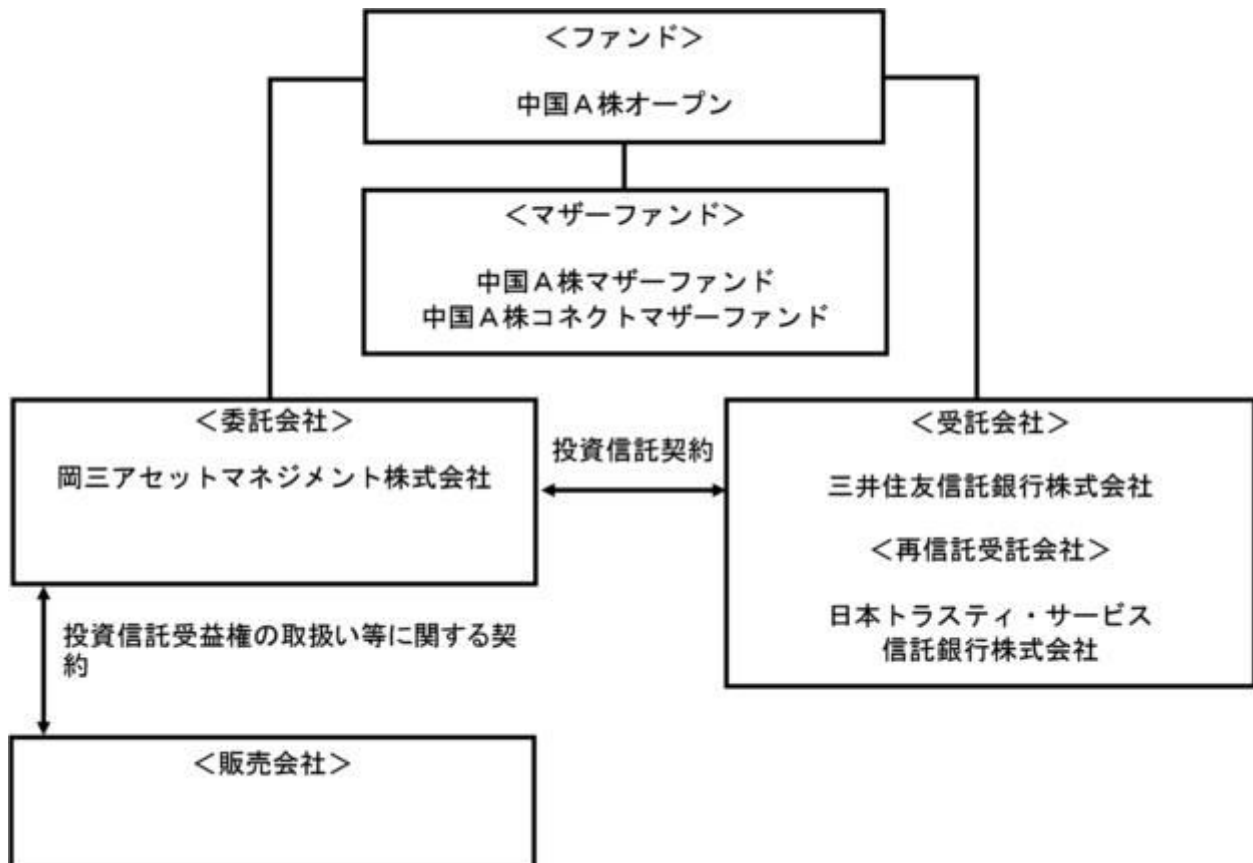 ＜ファンド＞
中国Ａ株オープン
＜マザーファンド＞
中国Ａ株マザーファンド
中国Ａ株コネクトマザーファンド
＜委託会社＞
岡三アセットマネジメント株式会社
投資信託契約
＜受託会社＞
三井住友信託銀行株式会社
＜再信託受託会社＞
日本トラスティ・サービス
信託銀行株式会社
投資信託受益権の取扱い等に関する契
約
＜販売会社＞